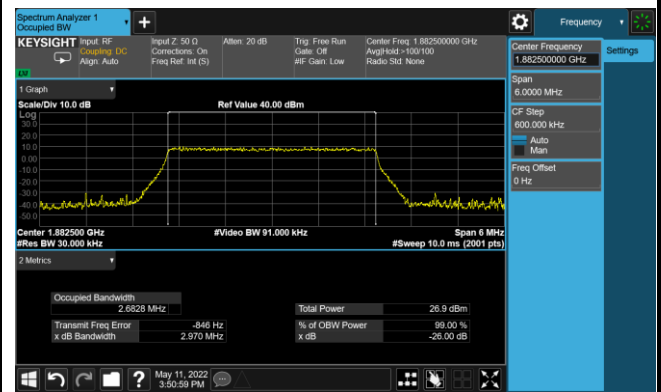 Spectrum Analyzer 1
Occupied BW
+
Frequency
KEYSIGHT
Input: RF
Coupling: DC
Align: Auto
Input Z: 50 Ω
Corrections: On
Freq Ref: Int (S)
Atten: 20 dB
Trig: Free Run
Gate: Off
#IF Gain: Low
Center Freq: 1.882500000 GHz
Avg|Hold:>100/100
Radio Std: None
1 Graph
Scale/Div 10.0 dB
Ref Value 40.00 dBm
Log
30.0
20.0
10.0
0.00
-10.0
-20.0
-30.0
-40.0
-50.0
Center 1.882500 GHz
#Video BW 91.000 kHz
Span 6 MHz
#Res BW 30.000 kHz
#Sweep 10.0 ms (2001 pts)
2 Metrics
Occupied Bandwidth
2.6828 MHz
Total Power
26.9 dBm
Transmit Freq Error
-846 Hz
% of OBW Power
99.00 %
x dB Bandwidth
2.970 MHz
x dB
-26.00 dB
Center Frequency
1.882500000 GHz
Settings
Span
6.0000 MHz
CF Step
600.000 kHz
Auto
Man
Freq Offset
0 Hz
?
May 11, 2022
3:50:59 PM